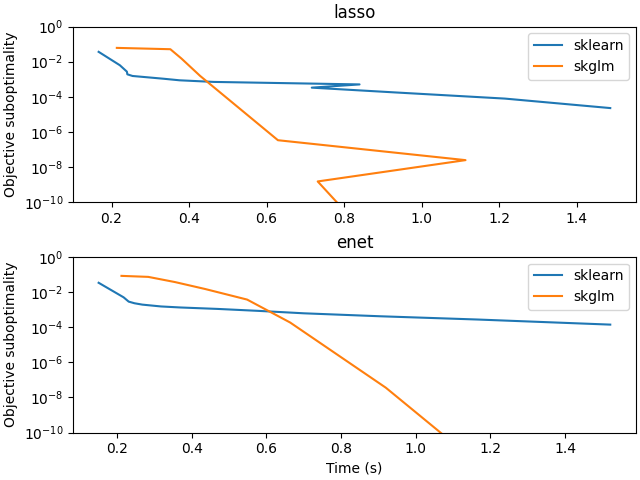 lasso
Objective suboptimality
10^0
10^-2
10^-4
10^-6
10^-8
10^-10
sklearn
skglm
0.2 0.4 0.6 0.8 1.0 1.2 1.4
enet
Objective suboptimality
10^0
10^-2
10^-4
10^-6
10^-8
10^-10
sklearn
skglm
0.2 0.4 0.6 0.8 1.0 1.2 1.4
Time (s)